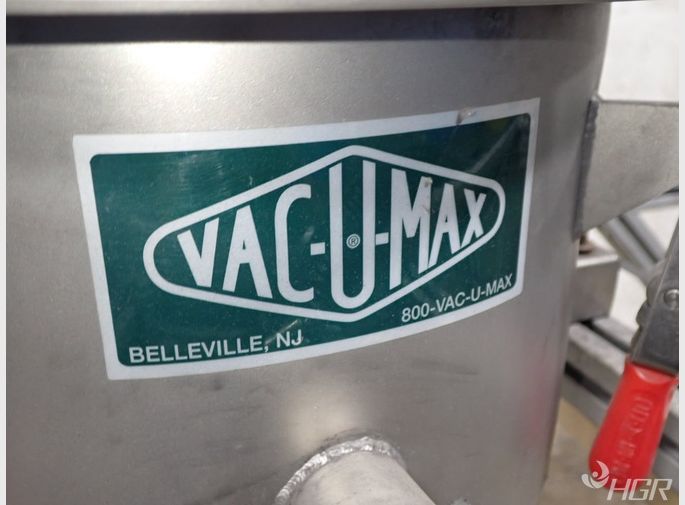 VAC-U-MAX
®
BELLEVILLE, NJ
800-VAC-U-MAX
HGR